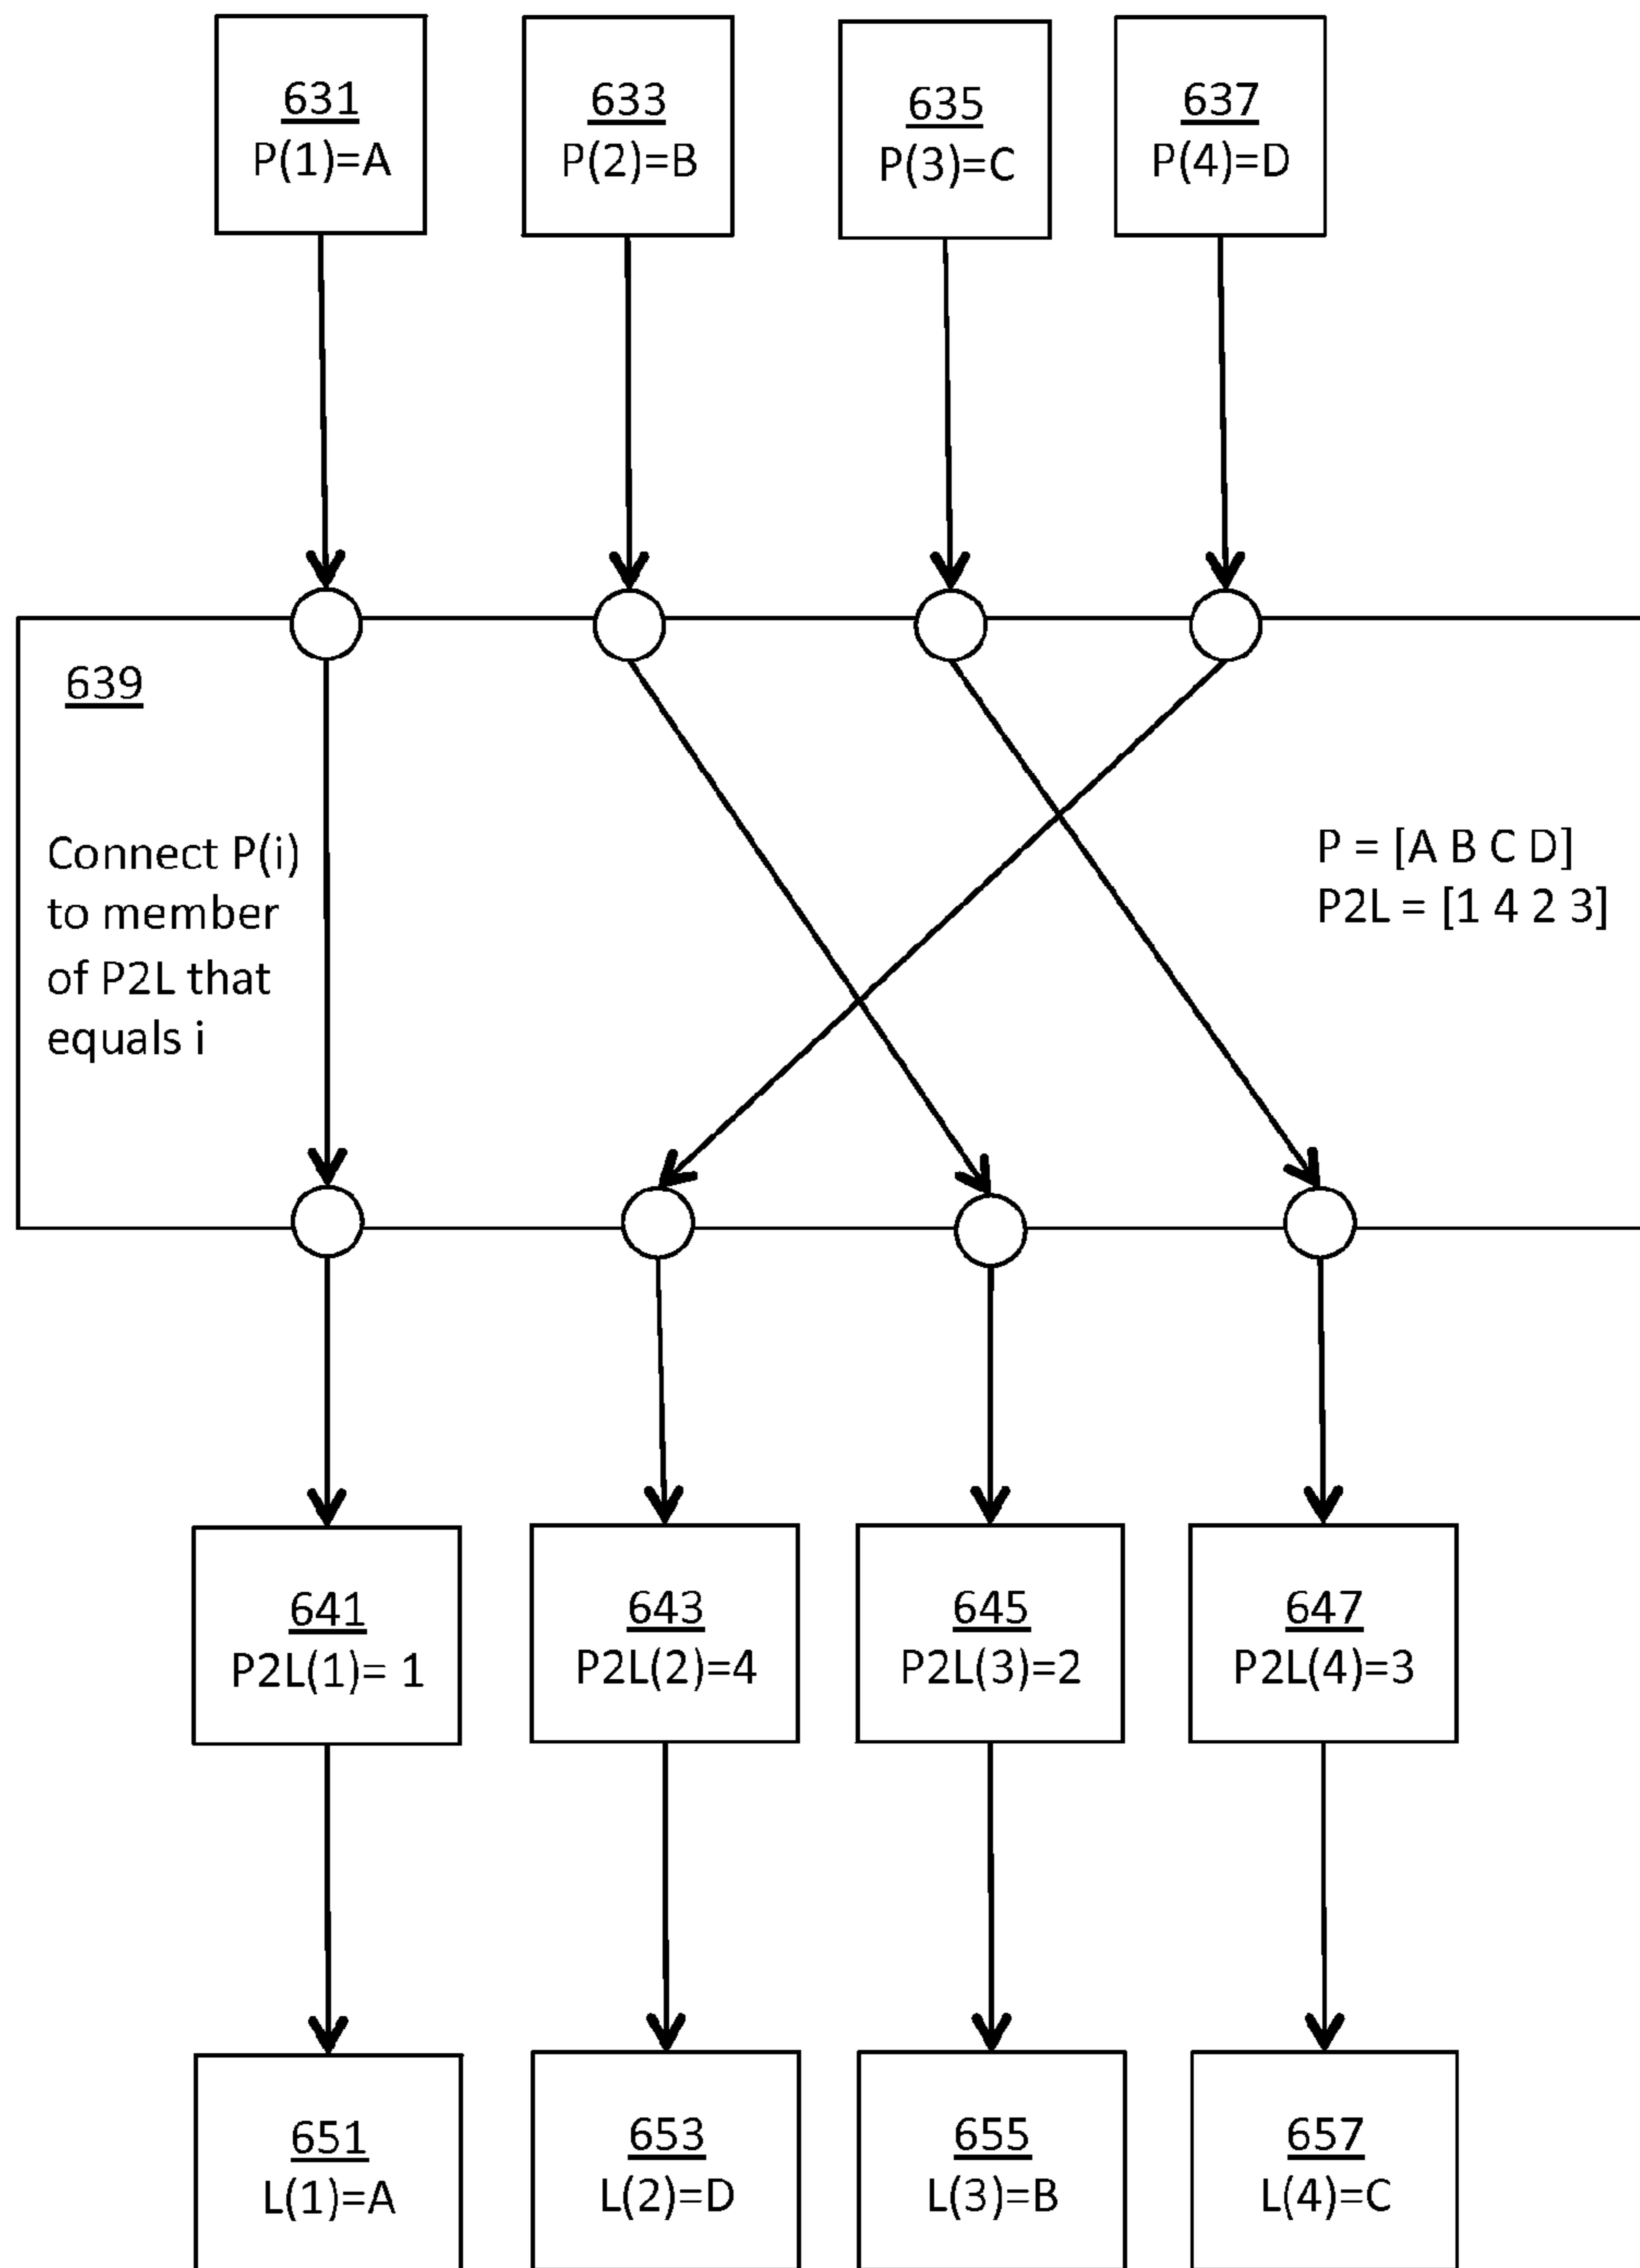 631
P(1)=A
633
P(2)=B
635
P(3)=C
637
P(4)=D
639
Connect P(i)
to member
of P2L that
equals i
P = [A B C D]
P2L = [1 4 2 3]
641
P2L(1)= 1
643
P2L(2)=4
645
P2L(3)=2
647
P2L(4)=3
651
L(1)=A
653
L(2)=D
655
L(3)=B
657
L(4)=C